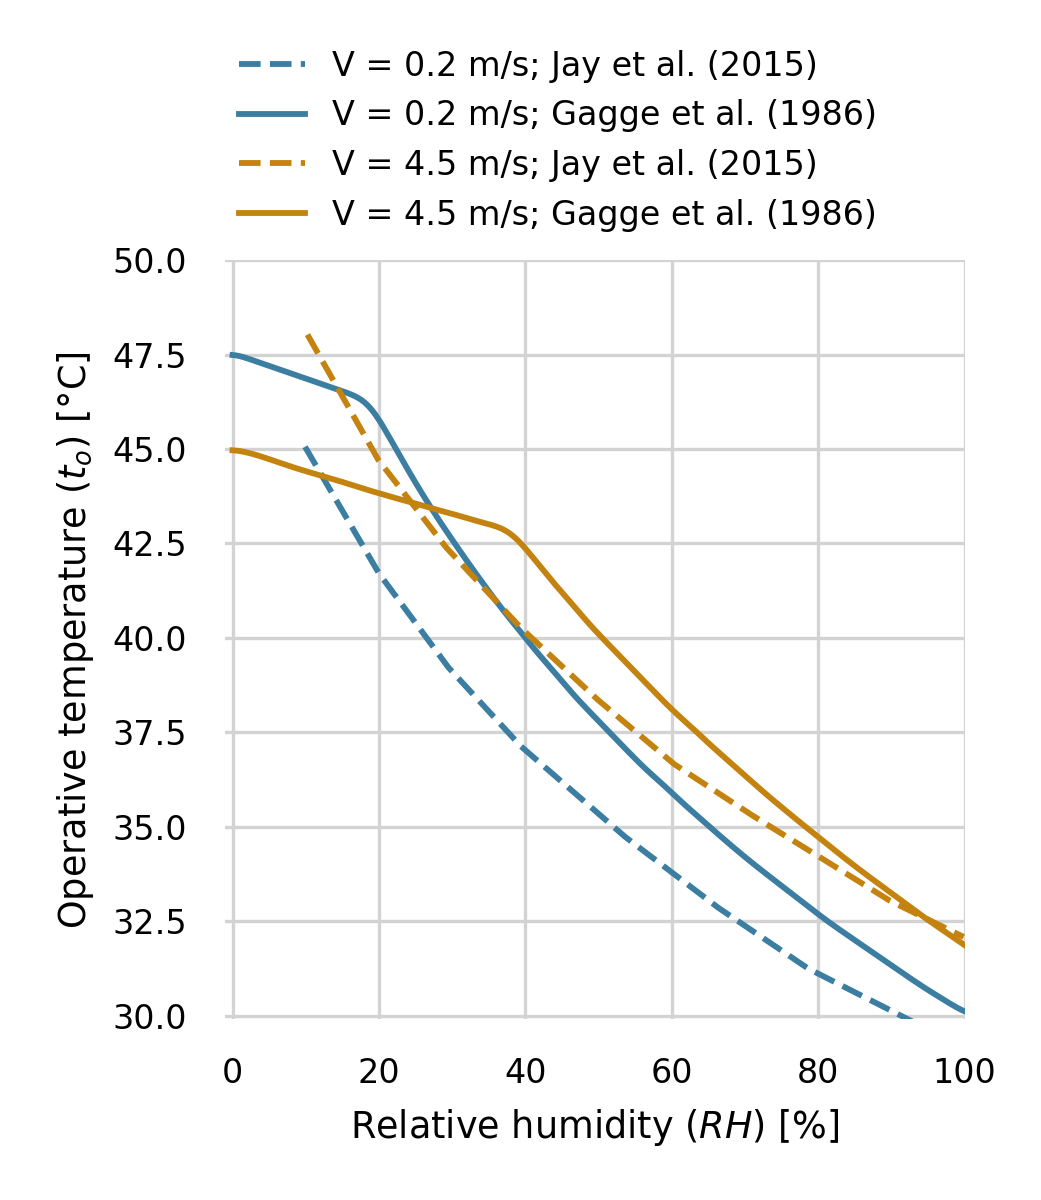 V = 0.2 m/s; Jay et al. (2015)
V = 0.2 m/s; Gagge et al. (1986)
V = 4.5 m/s; Jay et al. (2015)
V = 4.5 m/s; Gagge et al. (1986)
Operative temperature (t_o) [°C]
50.0
47.5
45.0
42.5
40.0
37.5
35.0
32.5
30.0
0 20 40 60 80 100
Relative humidity (RH) [%]